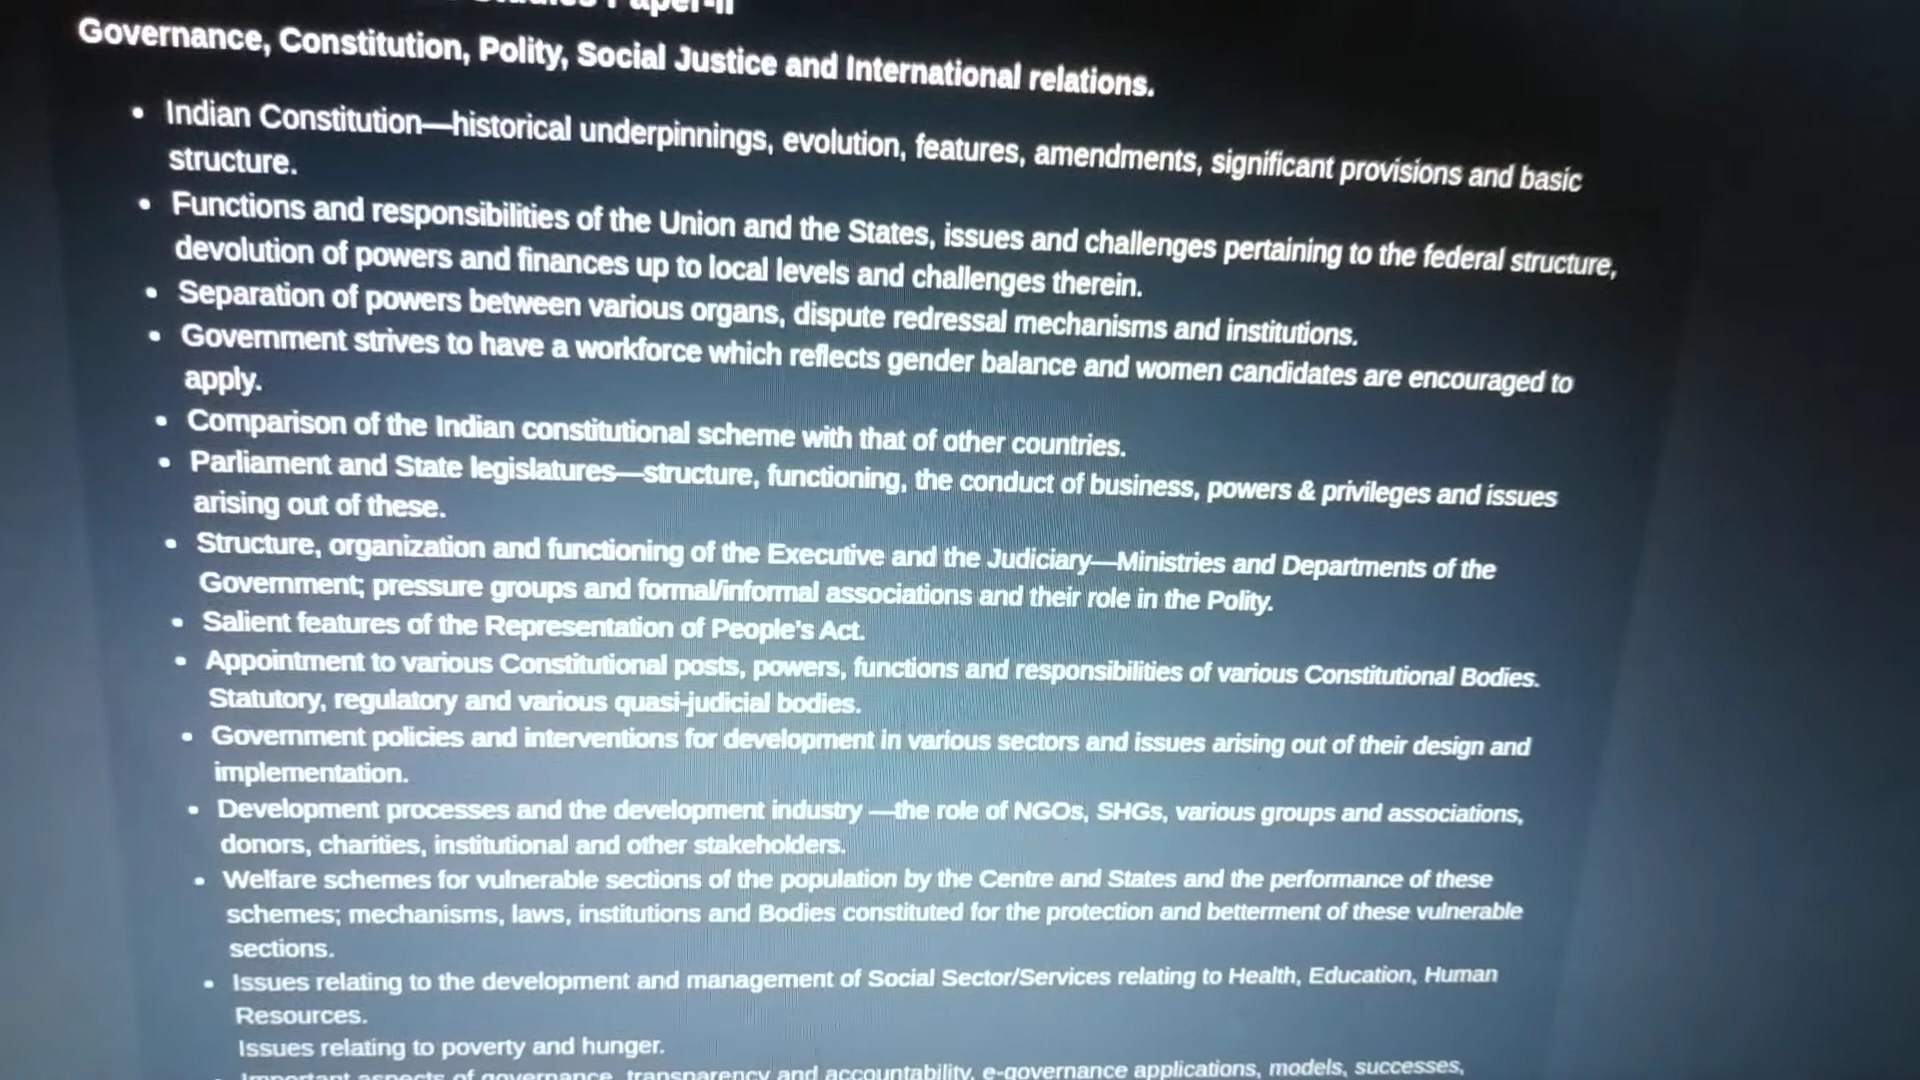 Paper-II
Governance, Constitution, Polity, Social Justice and International relations.
• Indian Constitution—historical underpinnings, evolution, features, amendments, significant provisions and basic
structure.
• Functions and responsibilities of the Union and the States, issues and challenges pertaining to the federal structure,
devolution of powers and finances up to local levels and challenges therein.
• Separation of powers between various organs, dispute redressal mechanisms and institutions.
• Government strives to have a workforce which reflects gender balance and women candidates are encouraged to
apply.
• Comparison of the Indian constitutional scheme with that of other countries.
• Parliament and State legislatures—structure, functioning, the conduct of business, powers & privileges and issues
arising out of these.
• Structure, organization and functioning of the Executive and the Judiciary—Ministries and Departments of the
Government; pressure groups and formal/informal associations and their role in the Polity.
• Salient features of the Representation of People's Act.
• Appointment to various Constitutional posts, powers, functions and responsibilities of various Constitutional Bodies.
Statutory, regulatory and various quasi-judicial bodies.
• Government policies and interventions for development in various sectors and issues arising out of their design and
implementation.
• Development processes and the development industry —the role of NGOs, SHGs, various groups and associations,
donors, charities, institutional and other stakeholders.
• Welfare schemes for vulnerable sections of the population by the Centre and States and the performance of these
schemes; mechanisms, laws, institutions and Bodies constituted for the protection and betterment of these vulnerable
sections.
• Issues relating to the development and management of Social Sector/Services relating to Health, Education, Human
Resources.
Issues relating to poverty and hunger.
Important aspects of governance, transparency and accountability, e-governance applications, models, successes,